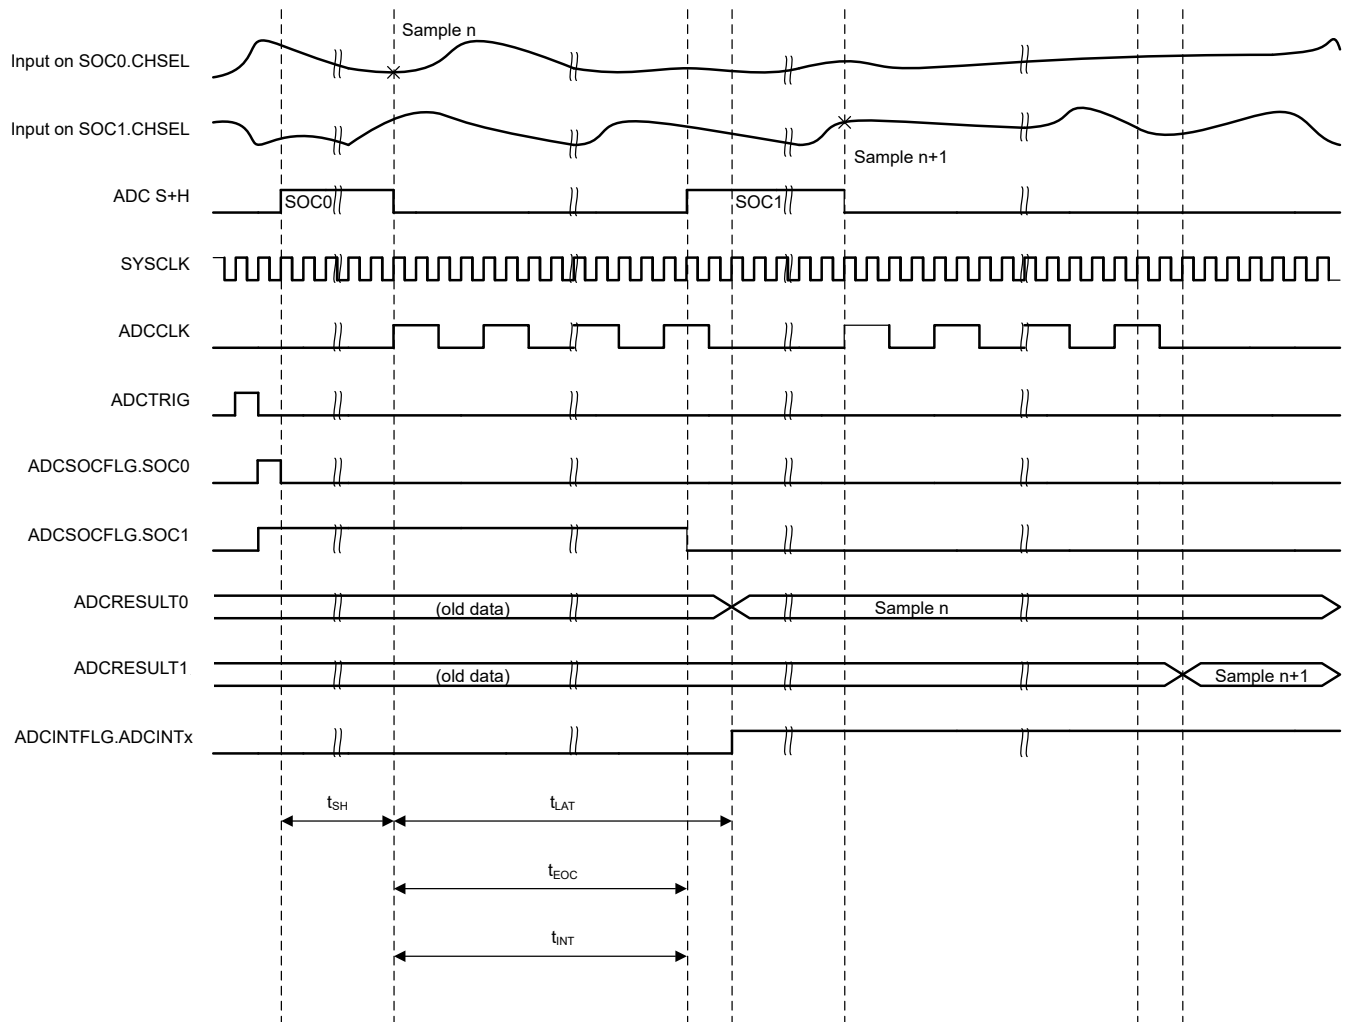 Sample n
Input on SOC0.CHSEL
Input on SOC1.CHSEL
Sample n+1
ADC S+H
SOC0
SOC1
SYSCLK
ADCCLK
ADCTRIG
ADCSOCFLG.SOC0
ADCSOCFLG.SOC1
ADCRESULT0
(old data)
Sample n
ADCRESULT1
(old data)
Sample n+1
ADCINTFLG.ADCINTx
tSH
tLAT
tEOC
tINT